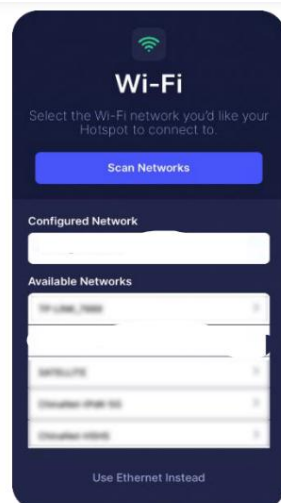 Wi-Fi
Select the Wi-Fi network you'd like your
Hotspot to connect to.
Scan Networks
Configured Network
Available Networks
SATELLITE
Use Ethernet Instead